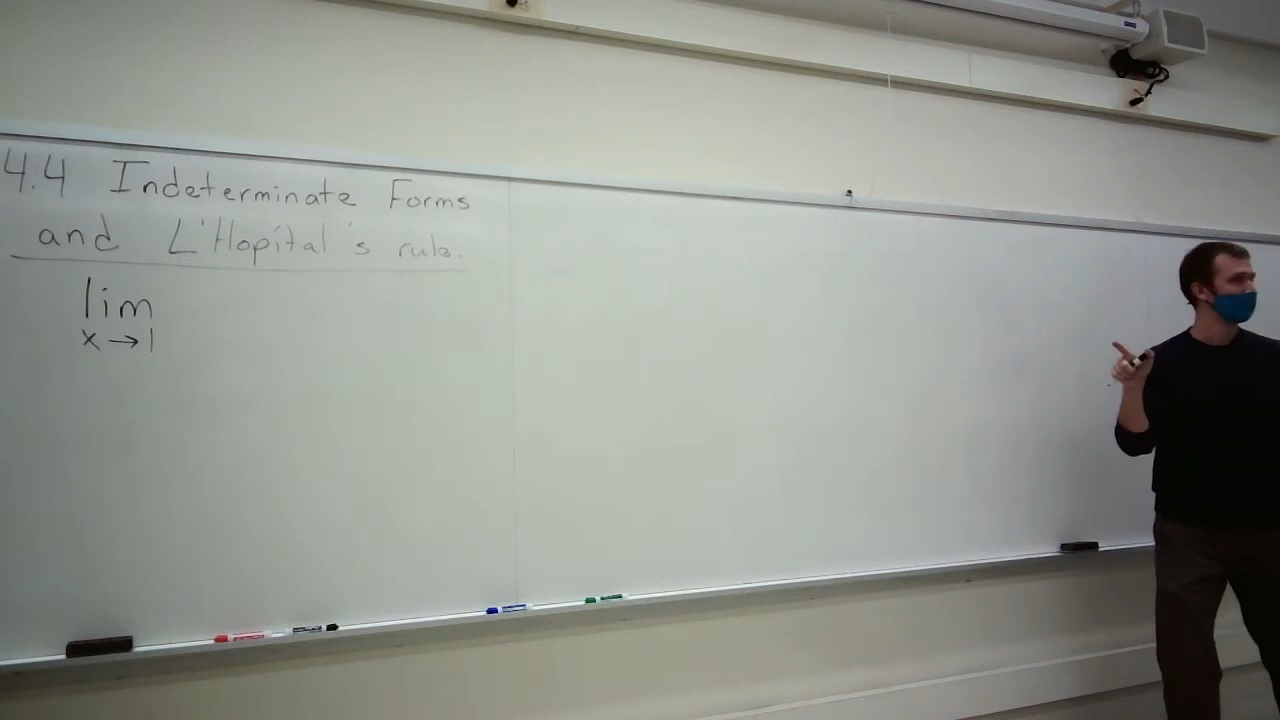 4.4 Indeterminate Forms
and L'Hopital's rule.
lim
x → 1